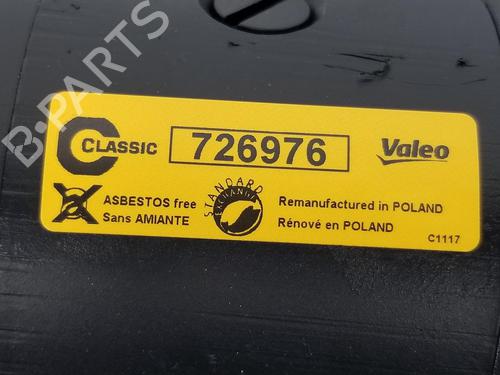 B-PARTS
C CLASSIC
726976
Valeo
ASBESTOS free
Sans AMIANTE
STANDARD
EXCHANGE
Remanufactured in POLAND
Rénové en POLAND
C1117